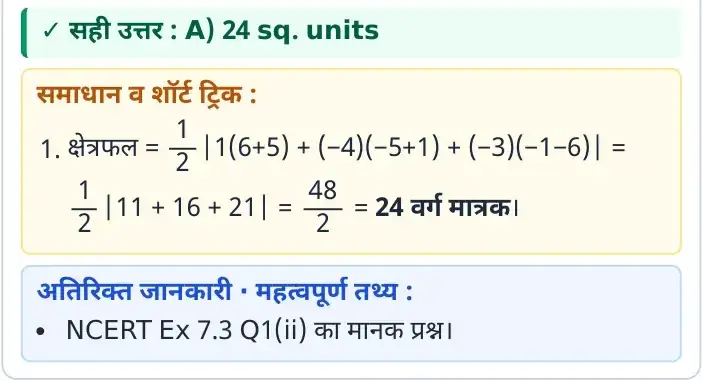 ✓ सही उत्तर : A) 24 sq. units
समाधान व शॉर्ट ट्रिक :
1. क्षेत्रफल = 1/2 |1(6+5) + (−4)(−5+1) + (−3)(−1−6)| =
1/2 |11 + 16 + 21| = 48/2 = 24 वर्ग मात्रक।
अतिरिक्त जानकारी · महत्वपूर्ण तथ्य :
• NCERT Ex 7.3 Q1(ii) का मानक प्रश्न।